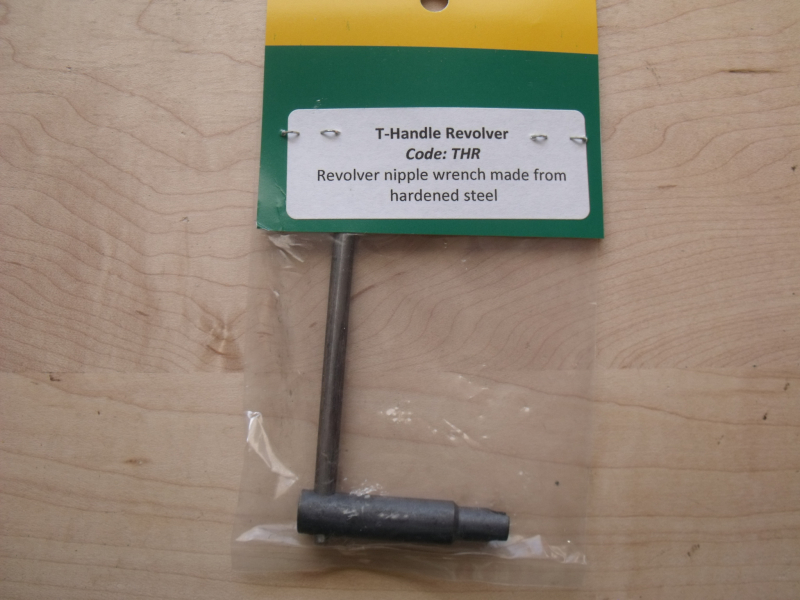 T-Handle Revolver
Code: THR
Revolver nipple wrench made from
hardened steel